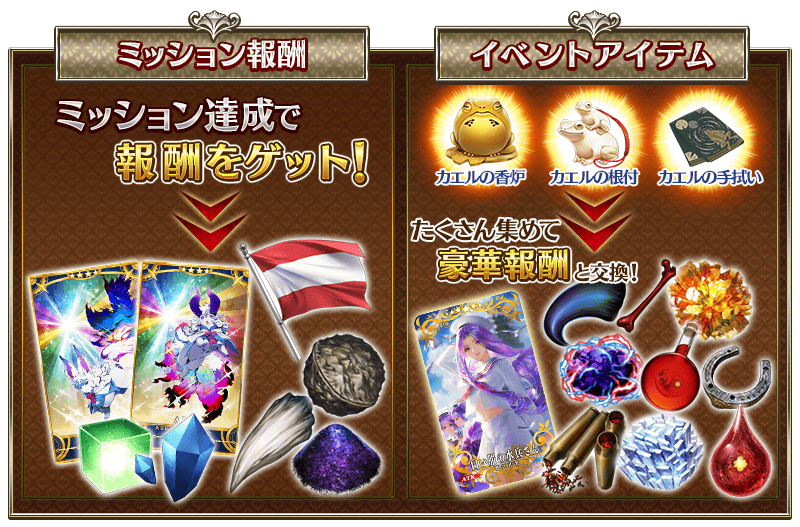 ミッション報酬
ミッション達成で
報酬をゲット!
イベントアイテム
カエルの香炉
カエルの根付
カエルの手拭い
たくさん集めて
豪華報酬と交換!
ATK